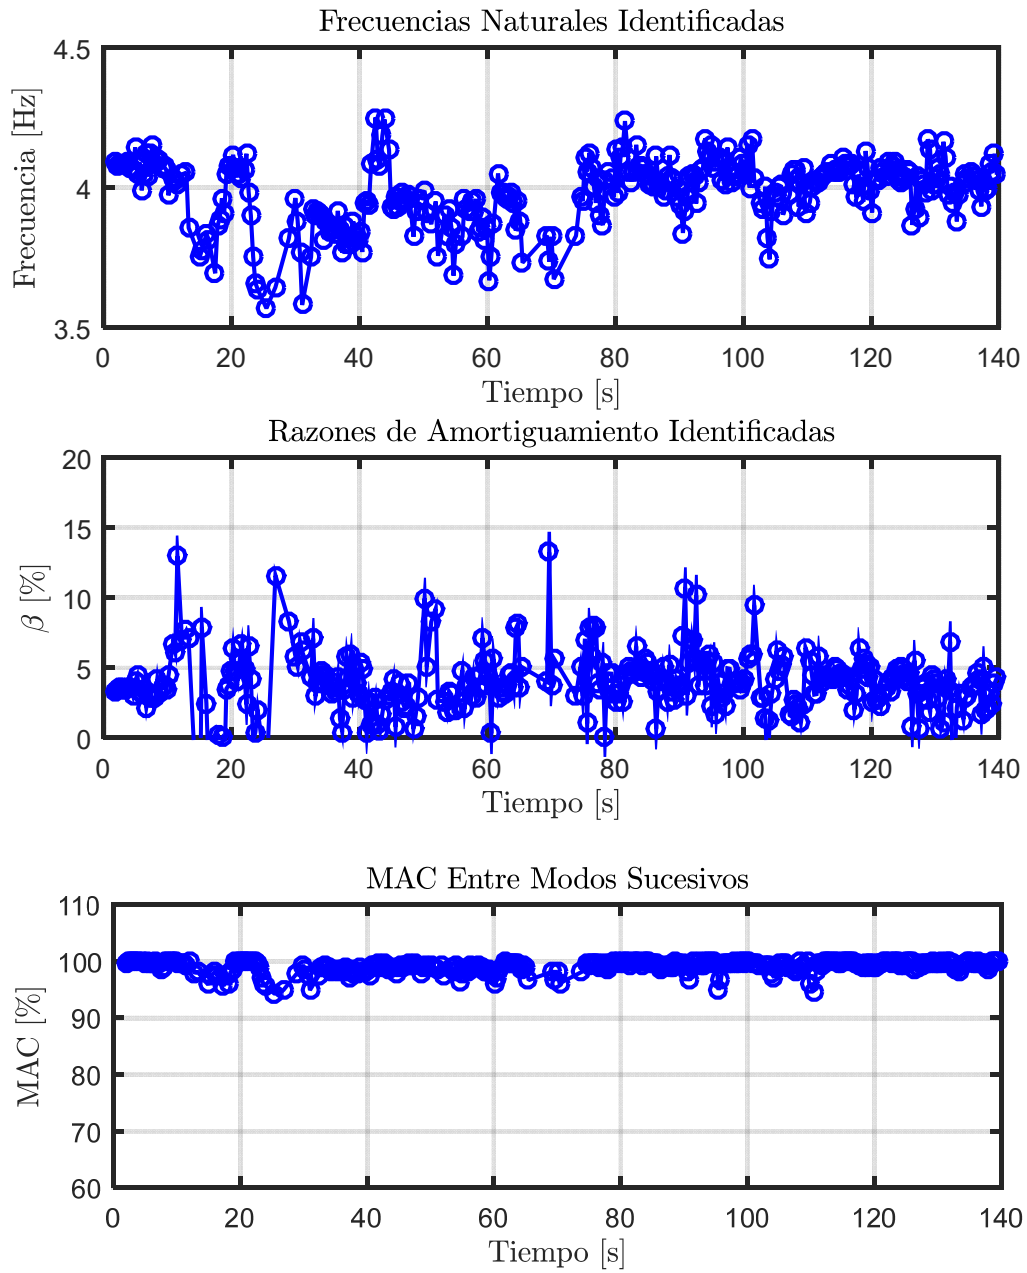 Frecuencias Naturales Identificadas
4.5
4
3.5
Frecuencia [Hz]
0 20 40 60 80 100 120 140
Tiempo [s]
Razones de Amortiguamiento Identificadas
20
15
10
5
0
β [%]
0 20 40 60 80 100 120 140
Tiempo [s]
MAC Entre Modos Sucesivos
110
100
90
80
70
60
MAC [%]
0 20 40 60 80 100 120 140
Tiempo [s]